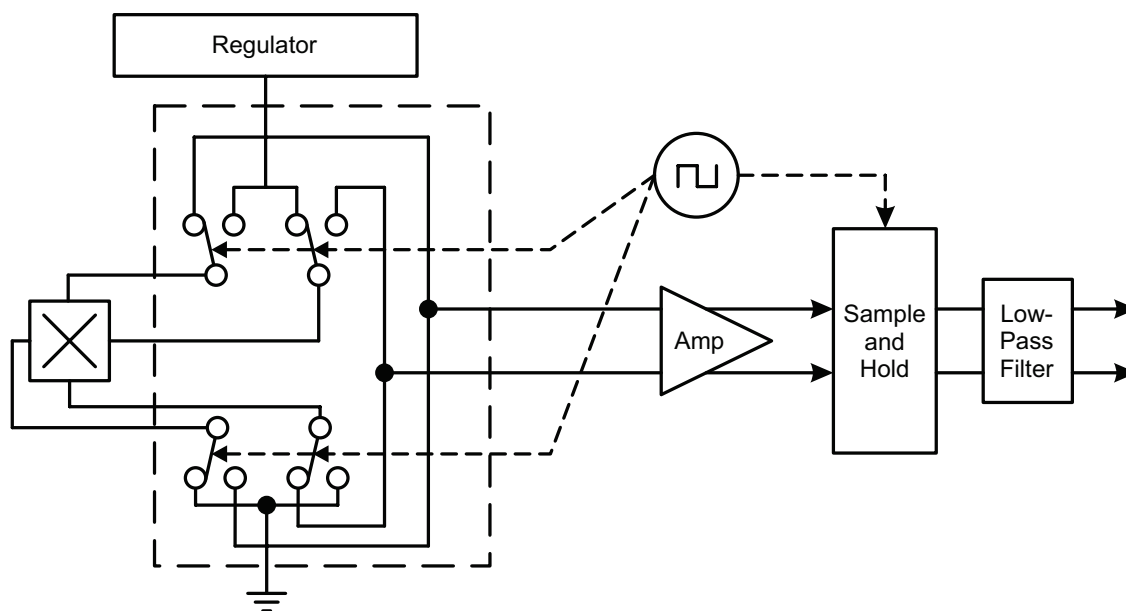 Regulator
Amp
Sample
and
Hold
Low-
Pass
Filter